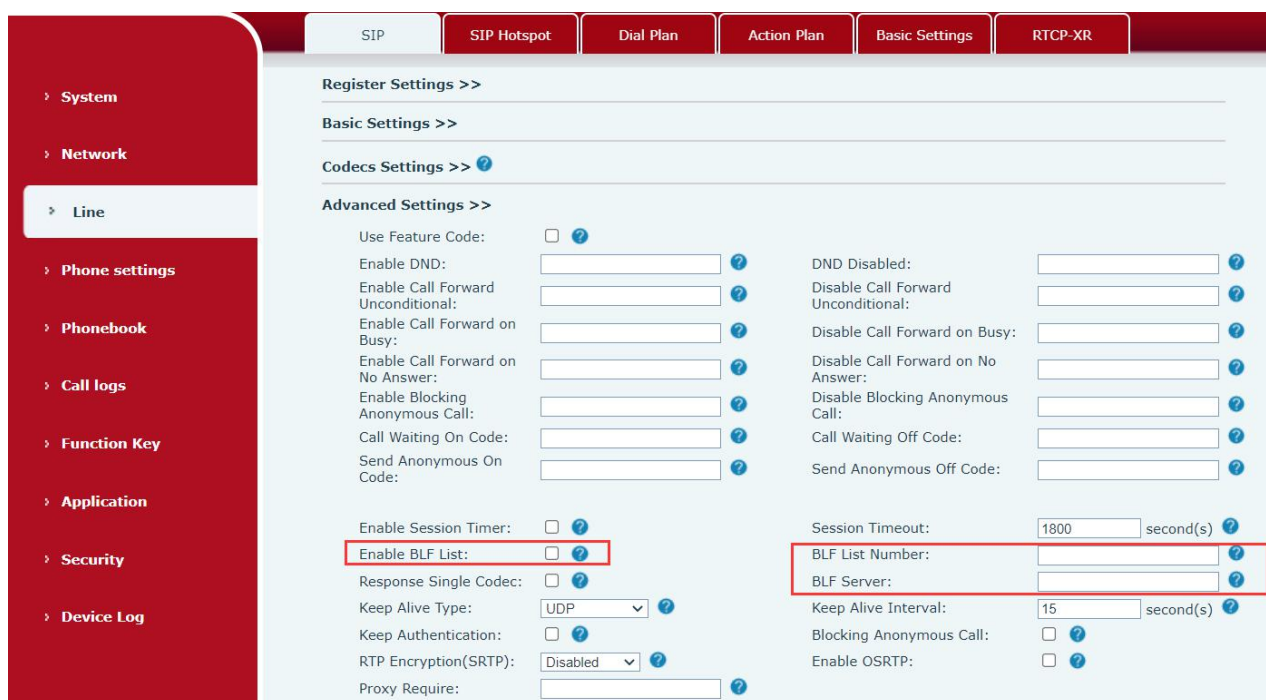 SIP
SIP Hotspot
Dial Plan
Action Plan
Basic Settings
RTCP-XR
› System
› Network
› Line
› Phone settings
› Phonebook
› Call logs
› Function Key
› Application
› Security
› Device Log
Register Settings >>
Basic Settings >>
Codecs Settings >> ?
Advanced Settings >>
Use Feature Code: ?
Enable DND: ? DND Disabled: ?
Enable Call Forward
Unconditional: ? Disable Call Forward
Unconditional: ?
Enable Call Forward on
Busy: ? Disable Call Forward on Busy: ?
Enable Call Forward on
No Answer: ? Disable Call Forward on No
Answer: ?
Enable Blocking
Anonymous Call: ? Disable Blocking Anonymous
Call: ?
Call Waiting On Code: ? Call Waiting Off Code: ?
Send Anonymous On
Code: ? Send Anonymous Off Code: ?
Enable Session Timer: ? Session Timeout: 1800 second(s) ?
Enable BLF List: ? BLF List Number: ?
Response Single Codec: ? BLF Server: ?
Keep Alive Type: UDP ? Keep Alive Interval: 15 second(s) ?
Keep Authentication: ? Blocking Anonymous Call: ?
RTP Encryption(SRTP): Disabled ? Enable OSRTP: ?
Proxy Require: ?